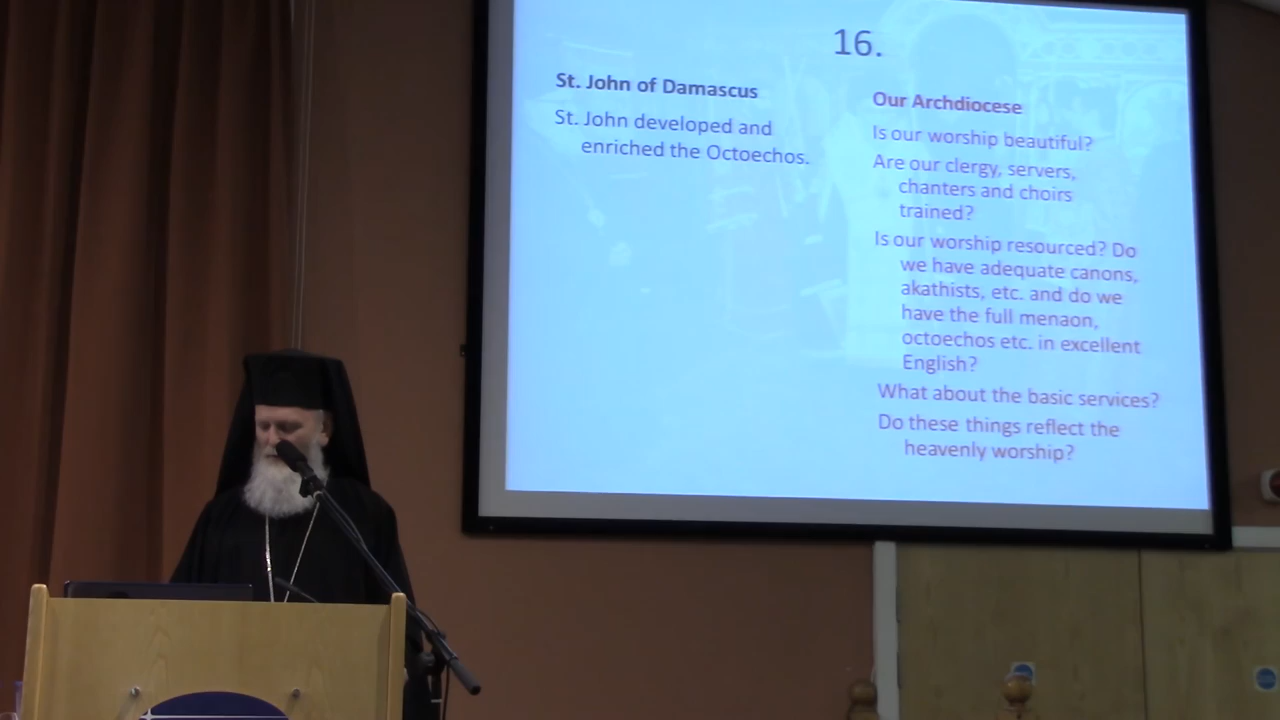 16.
St. John of Damascus
St. John developed and
enriched the Octoechos.
Our Archdiocese
Is our worship beautiful?
Are our clergy, servers,
chanters and choirs
trained?
Is our worship resourced? Do
we have adequate canons,
akathists, etc. and do we
have the full menaon,
octoechos etc. in excellent
English?
What about the basic services?
Do these things reflect the
heavenly worship?